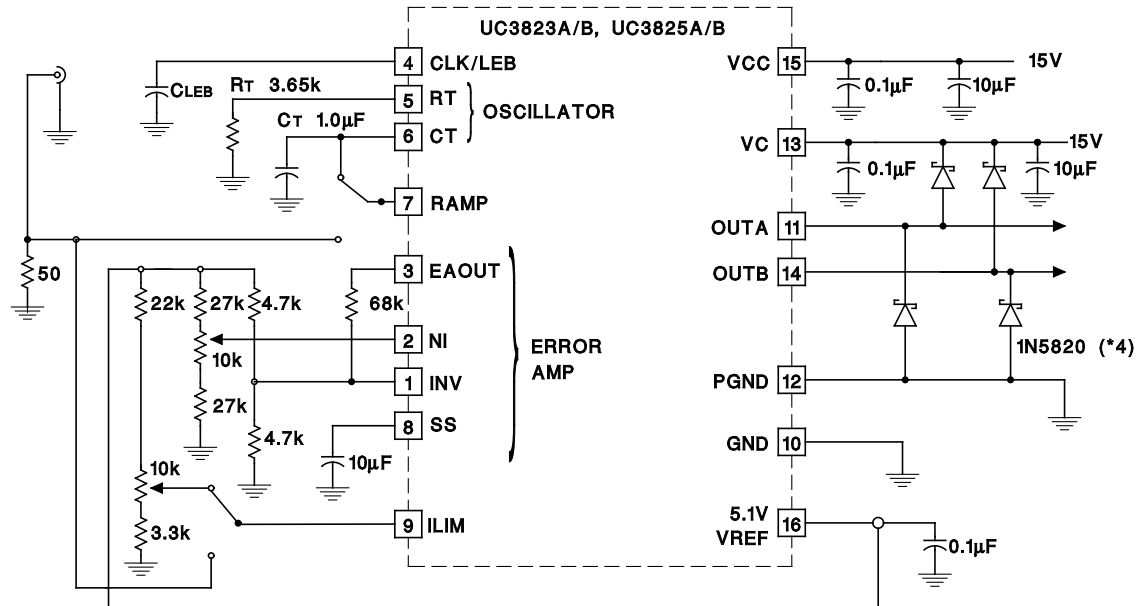 UC3823A/B, UC3825A/B
4 CLK/LEB
CLEB
RT 3.65k
5 RT
OSCILLATOR
CT 1.0µF
6 CT
7 RAMP
50
3 EAOUT
22k
27k
4.7k
68k
2 NI
10k
ERROR
AMP
1 INV
27k
8 SS
4.7k
10µF
10k
3.3k
9 ILIM
VCC 15
15V
0.1µF
10µF
VC 13
15V
0.1µF
10µF
OUTA 11
OUTB 14
1N5820 (*4)
PGND 12
GND 10
5.1V
VREF 16
0.1µF